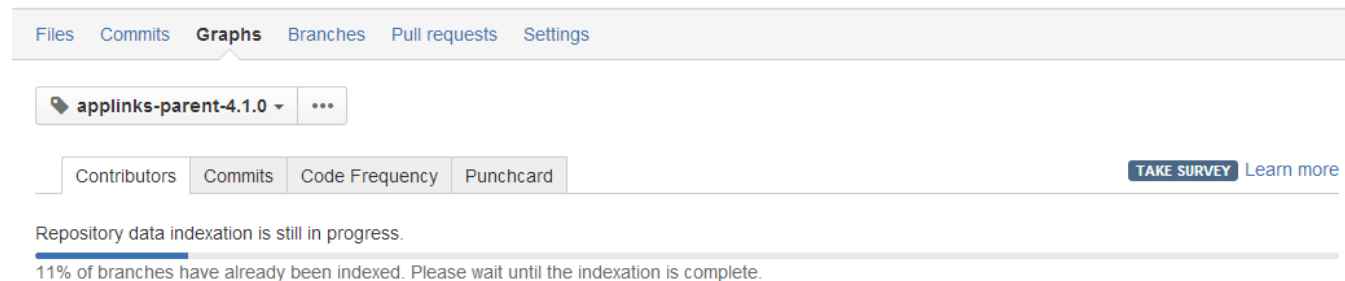 Files Commits Graphs Branches Pull requests Settings
applinks-parent-4.1.0 •••
Contributors Commits Code Frequency Punchcard TAKE SURVEY Learn more
Repository data indexation is still in progress.
11% of branches have already been indexed. Please wait until the indexation is complete.